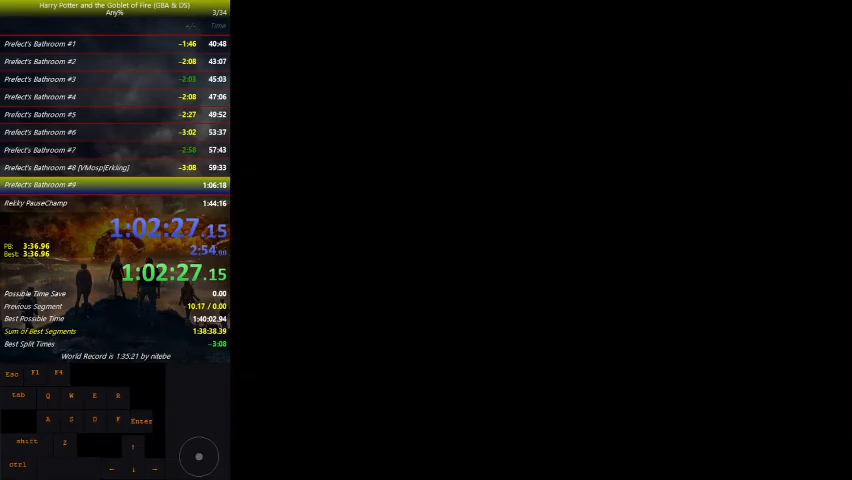 Harry Potter and the Goblet of Fire (GBA & DS)
Any% 3/34
+/- Time
Prefect's Bathroom #1 −1:46 40:48
Prefect's Bathroom #2 −2:08 43:07
Prefect's Bathroom #3 −2:03 45:03
Prefect's Bathroom #4 −2:08 47:06
Prefect's Bathroom #5 −2:27 49:52
Prefect's Bathroom #6 −3:02 53:37
Prefect's Bathroom #7 −2:58 57:43
Prefect's Bathroom #8 [VMosp/Erkling] −3:08 59:33
Prefect's Bathroom #9 1:06:18
Rekky PauseChamp 1:44:16
1:02:27.15
PB: 3:36.96 2:54
Best: 3:36.96
1:02:27.15
Possible Time Save 0.00
Previous Segment 10.17 / 0.00
Best Possible Time 1:40:02.94
Sum of Best Segments 1:38:38.39
Best Split Times −3:08
World Record is 1:35:21 by nitebe
Esc F1 F4
tab Q W E R
A S D F Enter
shift Z ↑
ctrl ← ↓ →